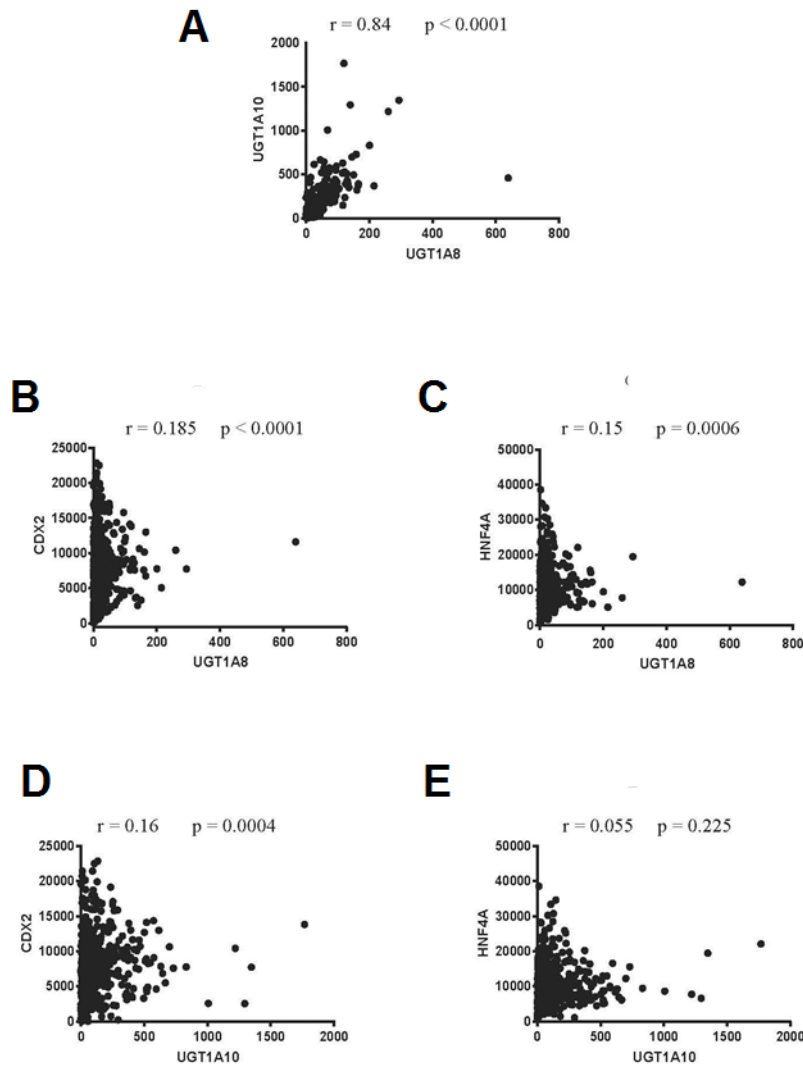 A
r = 0.84 p < 0.0001
2000
1500
1000
500
0
UGT1A10
0 200 400 600 800
UGT1A8
B
r = 0.185 p < 0.0001
25000
20000
15000
10000
5000
0
CDX2
0 200 400 600 800
UGT1A8
C
r = 0.15 p = 0.0006
50000
40000
30000
20000
10000
0
HNF4A
0 200 400 600 800
UGT1A8
D
r = 0.16 p = 0.0004
25000
20000
15000
10000
5000
0
CDX2
0 500 1000 1500 2000
UGT1A10
E
r = 0.055 p = 0.225
50000
40000
30000
20000
10000
0
HNF4A
0 500 1000 1500 2000
UGT1A10